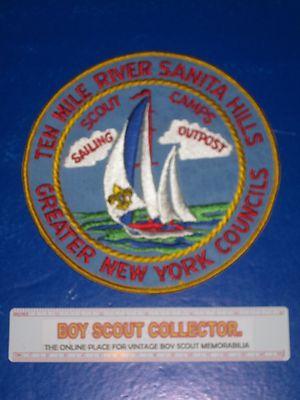 TEN MILE RIVER SANITA HILLS
SCOUT CAMPS
SAILING OUTPOST
GREATER NEW YORK COUNCILS
BOY SCOUT COLLECTOR.
THE ONLINE PLACE FOR VINTAGE BOY SCOUT MEMORABILIA